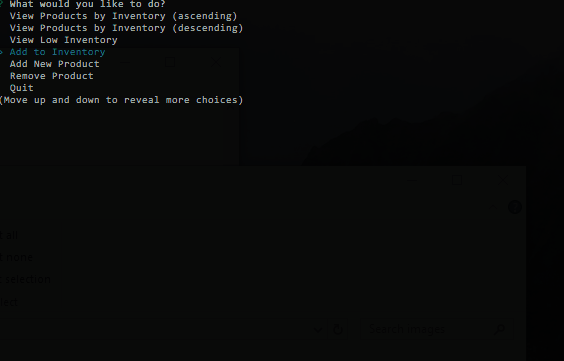 ? What would you like to do?
View Products by Inventory (ascending)
View Products by Inventory (descending)
View Low Inventory
> Add to Inventory
Add New Product
Remove Product
Quit
(Move up and down to reveal more choices)
selection